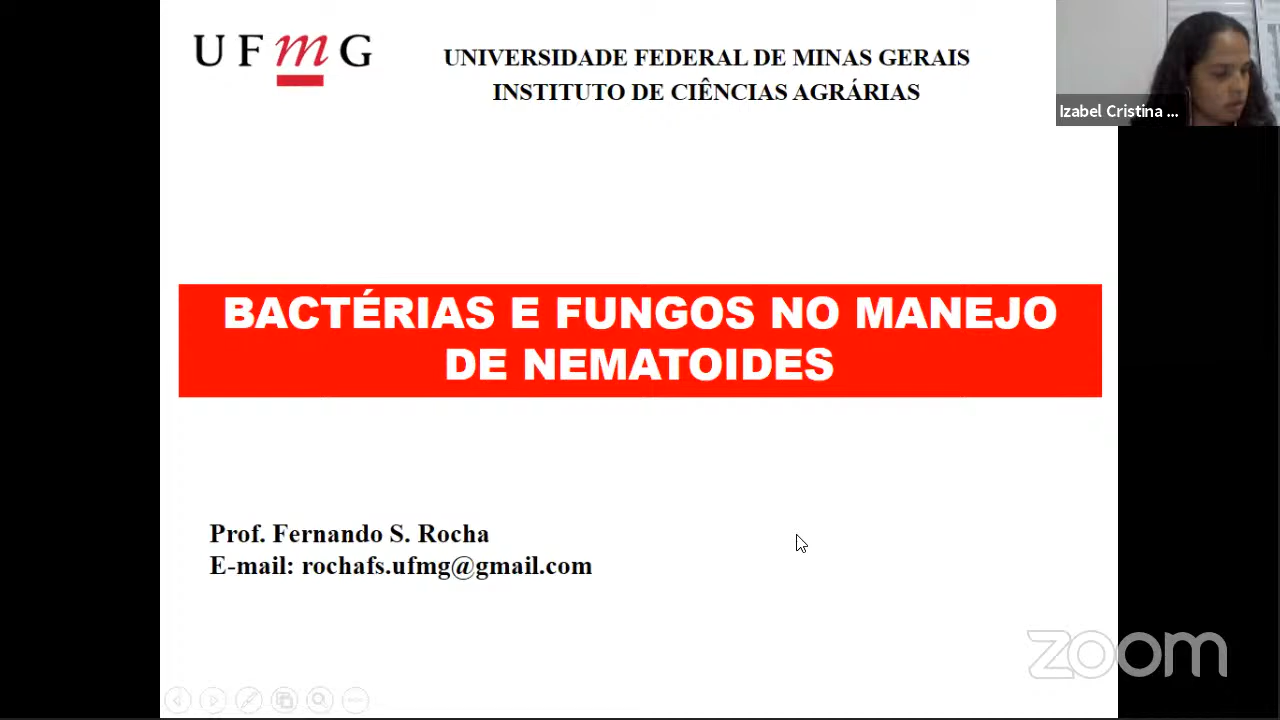 UFmG
UNIVERSIDADE FEDERAL DE MINAS GERAIS
INSTITUTO DE CIÊNCIAS AGRÁRIAS
Izabel Cristina ...
BACTÉRIAS E FUNGOS NO MANEJO
DE NEMATOIDES
Prof. Fernando S. Rocha
E-mail: rochafs.ufmg@gmail.com
zoom